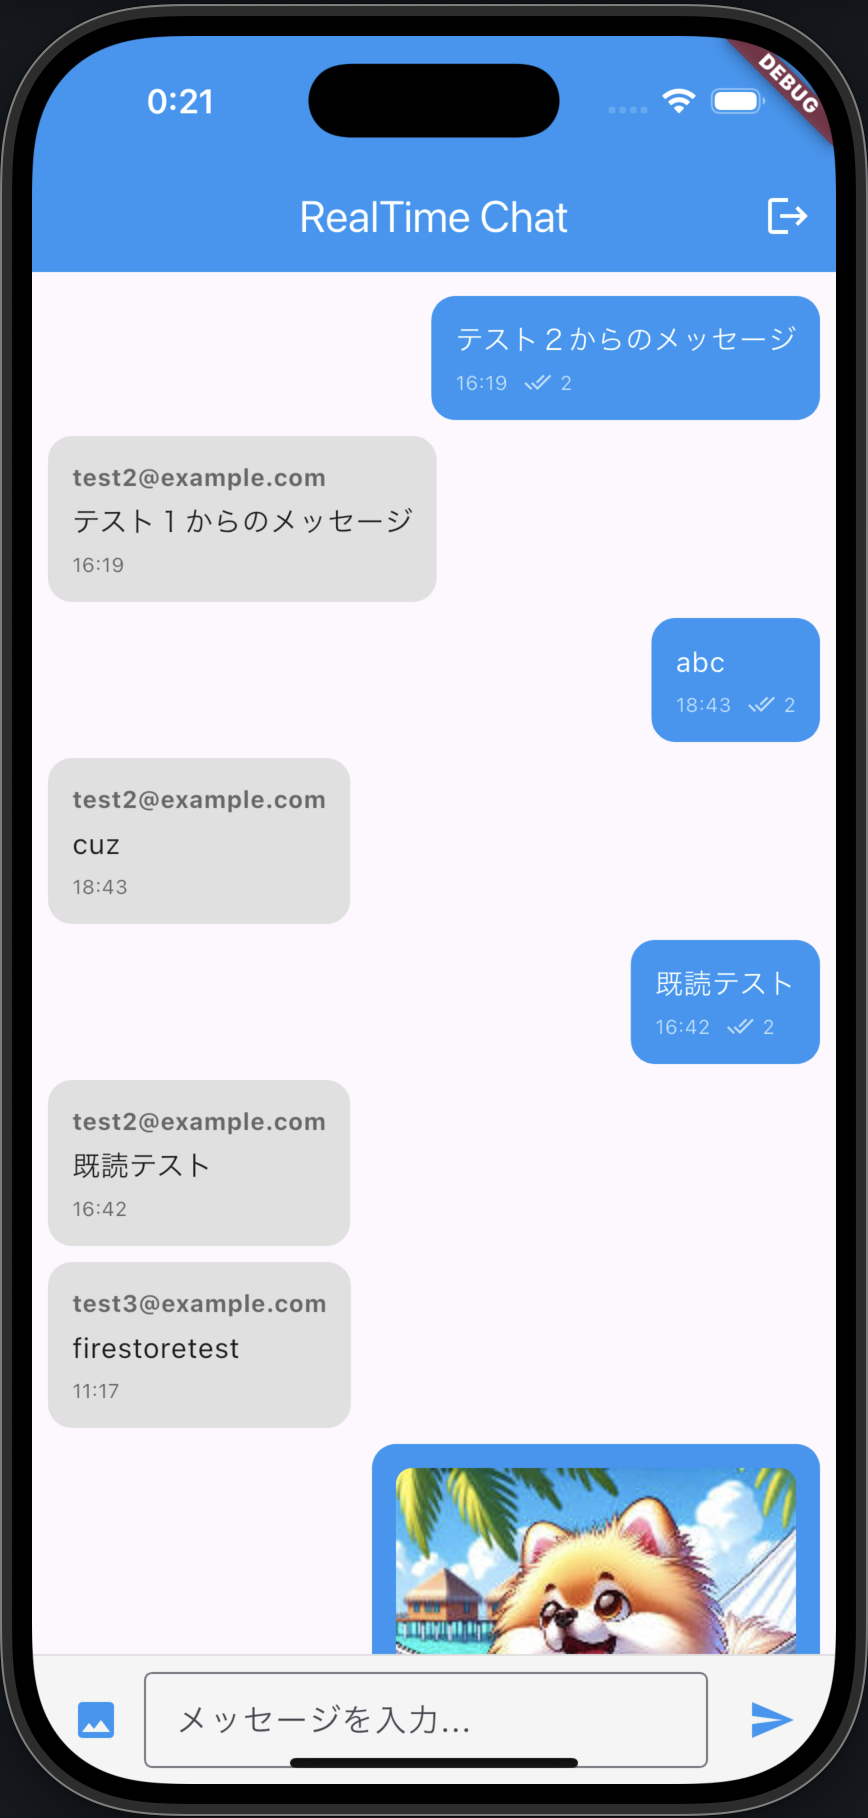 0:21
DEBUG
RealTime Chat
テスト２からのメッセージ
16:19 2
test2@example.com
テスト１からのメッセージ
16:19
abc
18:43 2
test2@example.com
cuz
18:43
既読テスト
16:42 2
test2@example.com
既読テスト
16:42
test3@example.com
firestoretest
11:17
メッセージを入力...